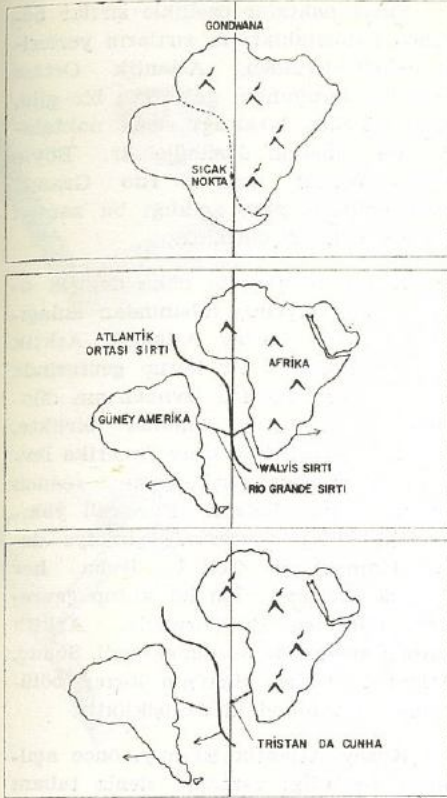 GONDWANA
SICAK
NOKTA
ATLANTİK
ORTASI SIRTI
AFRİKA
GÜNEY AMERİKA
WALVİS SIRTI
RİO GRANDE SIRTI
TRİSTAN DA CUNHA